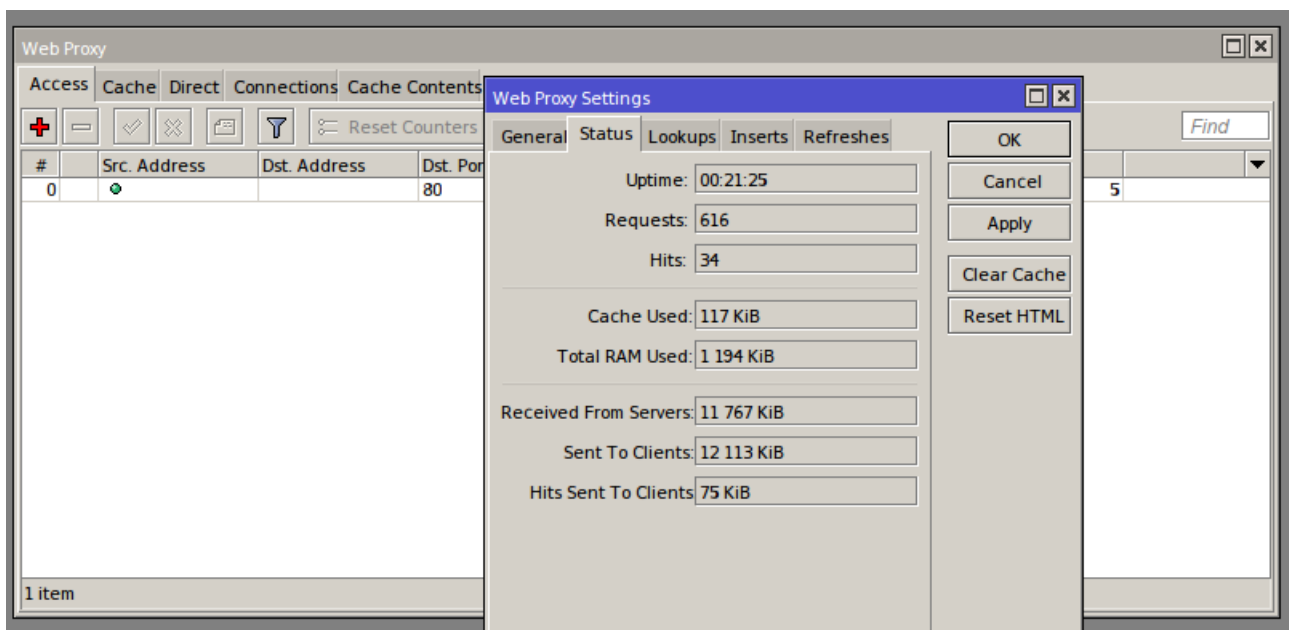 Web Proxy
Access Cache Direct Connections Cache Contents
Reset Counters
Find
# Src. Address Dst. Address Dst. Por
0 80 5
1 item
Web Proxy Settings
General Status Lookups Inserts Refreshes
Uptime: 00:21:25
Requests: 616
Hits: 34
Cache Used: 117 KiB
Total RAM Used: 1 194 KiB
Received From Servers: 11 767 KiB
Sent To Clients: 12 113 KiB
Hits Sent To Clients 75 KiB
OK
Cancel
Apply
Clear Cache
Reset HTML